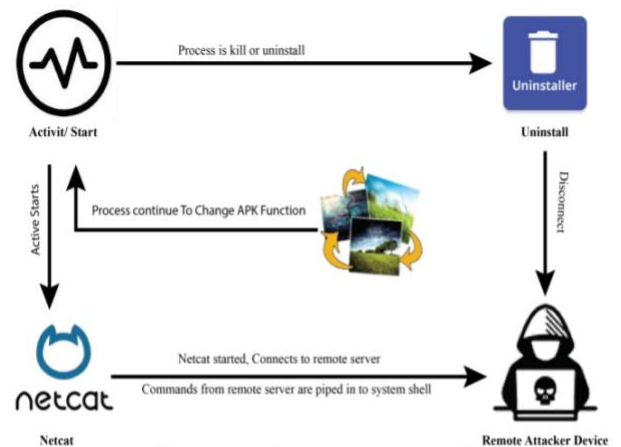 Process is kill or uninstall
Uninstaller
Activit/ Start
Uninstall
Active Starts
Process continue To Change APK Function
Disconnect
netcat
Netcat started, Connects to remote server
Commands from remote server are piped in to system shell
Netcat
Remote Attacker Device